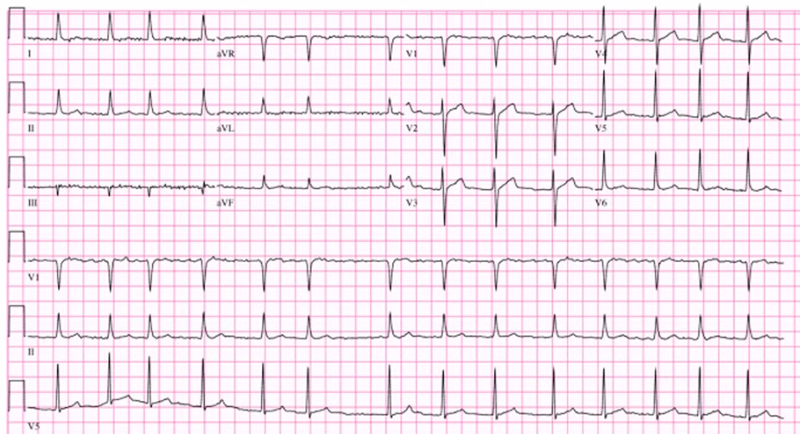 I aVR V1 V4
II aVL V2 V5
III aVF V3 V6
V1
II
V5